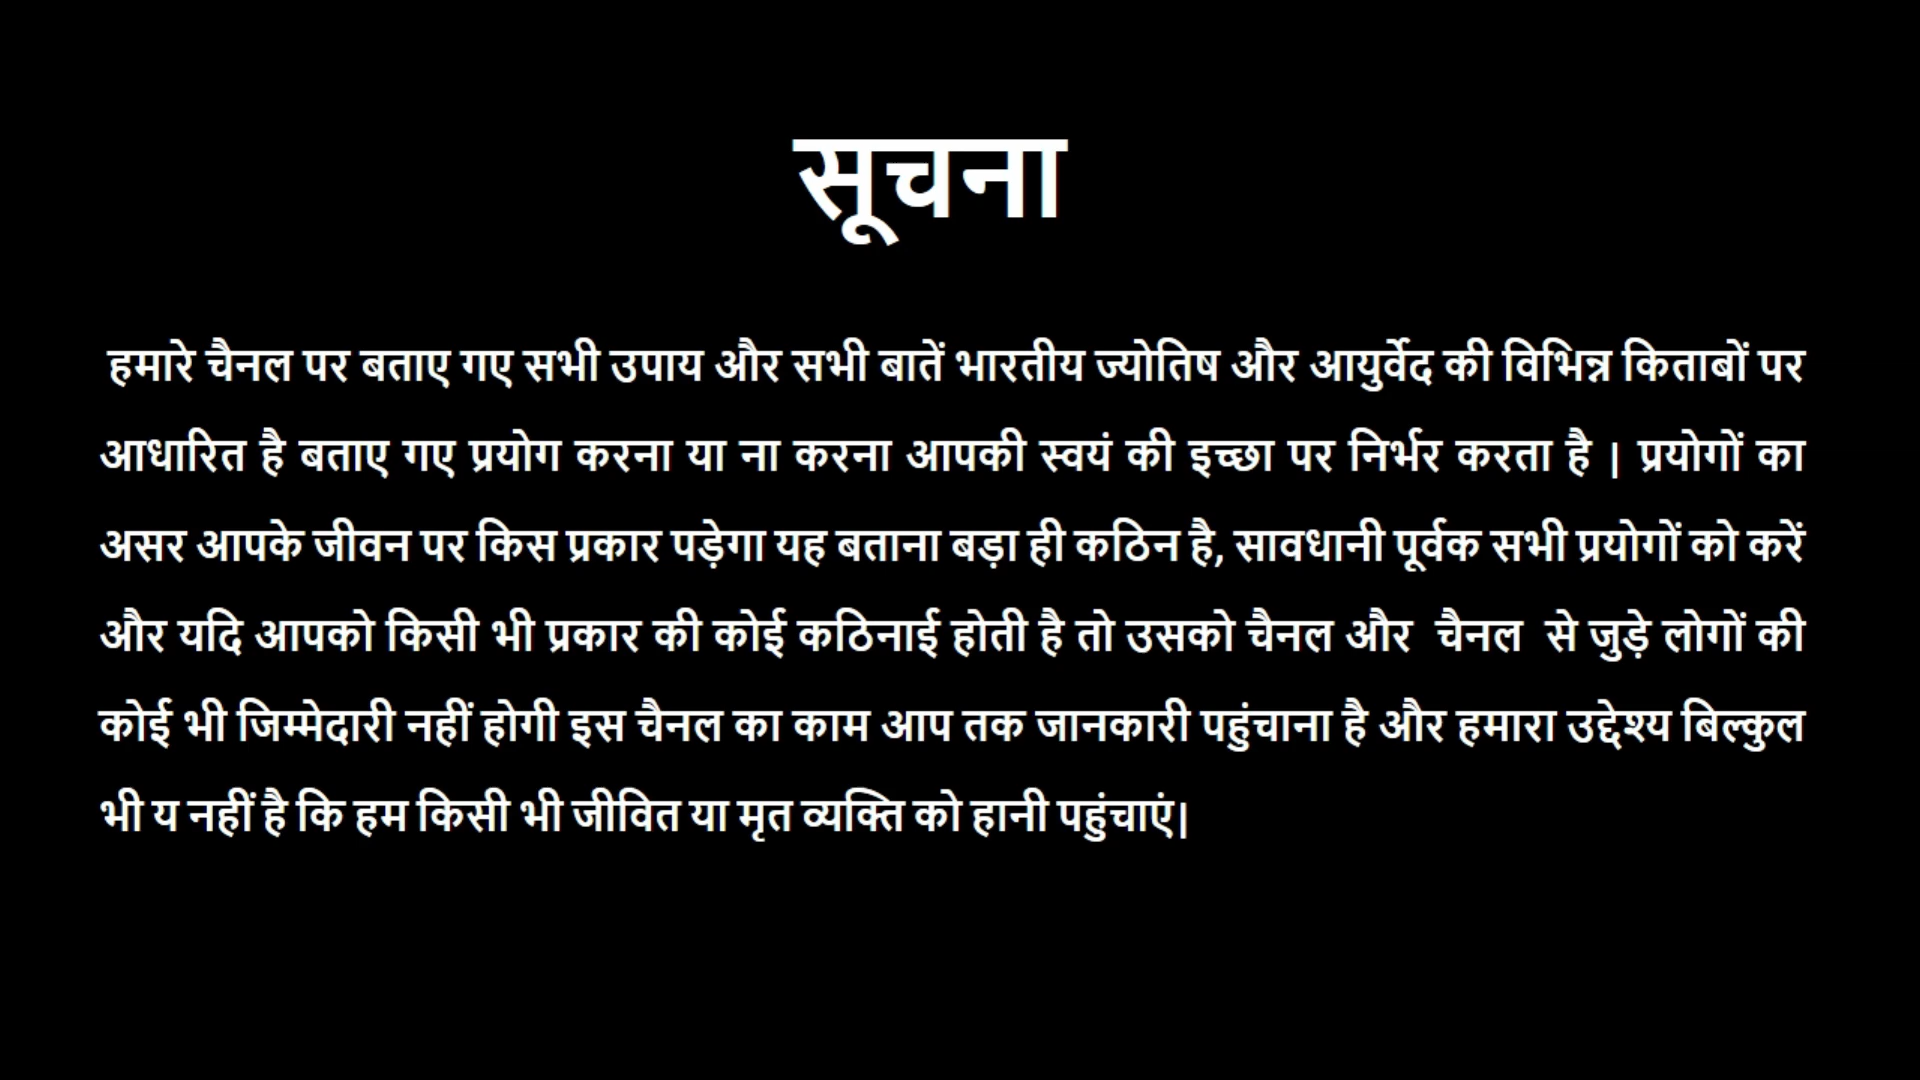 सूचना
हमारे चैनल पर बताए गए सभी उपाय और सभी बातें भारतीय ज्योतिष और आयुर्वेद की विभिन्न किताबों पर
आधारित है बताए गए प्रयोग करना या ना करना आपकी स्वयं की इच्छा पर निर्भर करता है | प्रयोगों का
असर आपके जीवन पर किस प्रकार पड़ेगा यह बताना बड़ा ही कठिन है, सावधानी पूर्वक सभी प्रयोगों को करें
और यदि आपको किसी भी प्रकार की कोई कठिनाई होती है तो उसको चैनल और चैनल से जुड़े लोगों की
कोई भी जिम्मेदारी नहीं होगी इस चैनल का काम आप तक जानकारी पहुंचाना है और हमारा उद्देश्य बिल्कुल
भी य नहीं है कि हम किसी भी जीवित या मृत व्यक्ति को हानी पहुंचाएं|